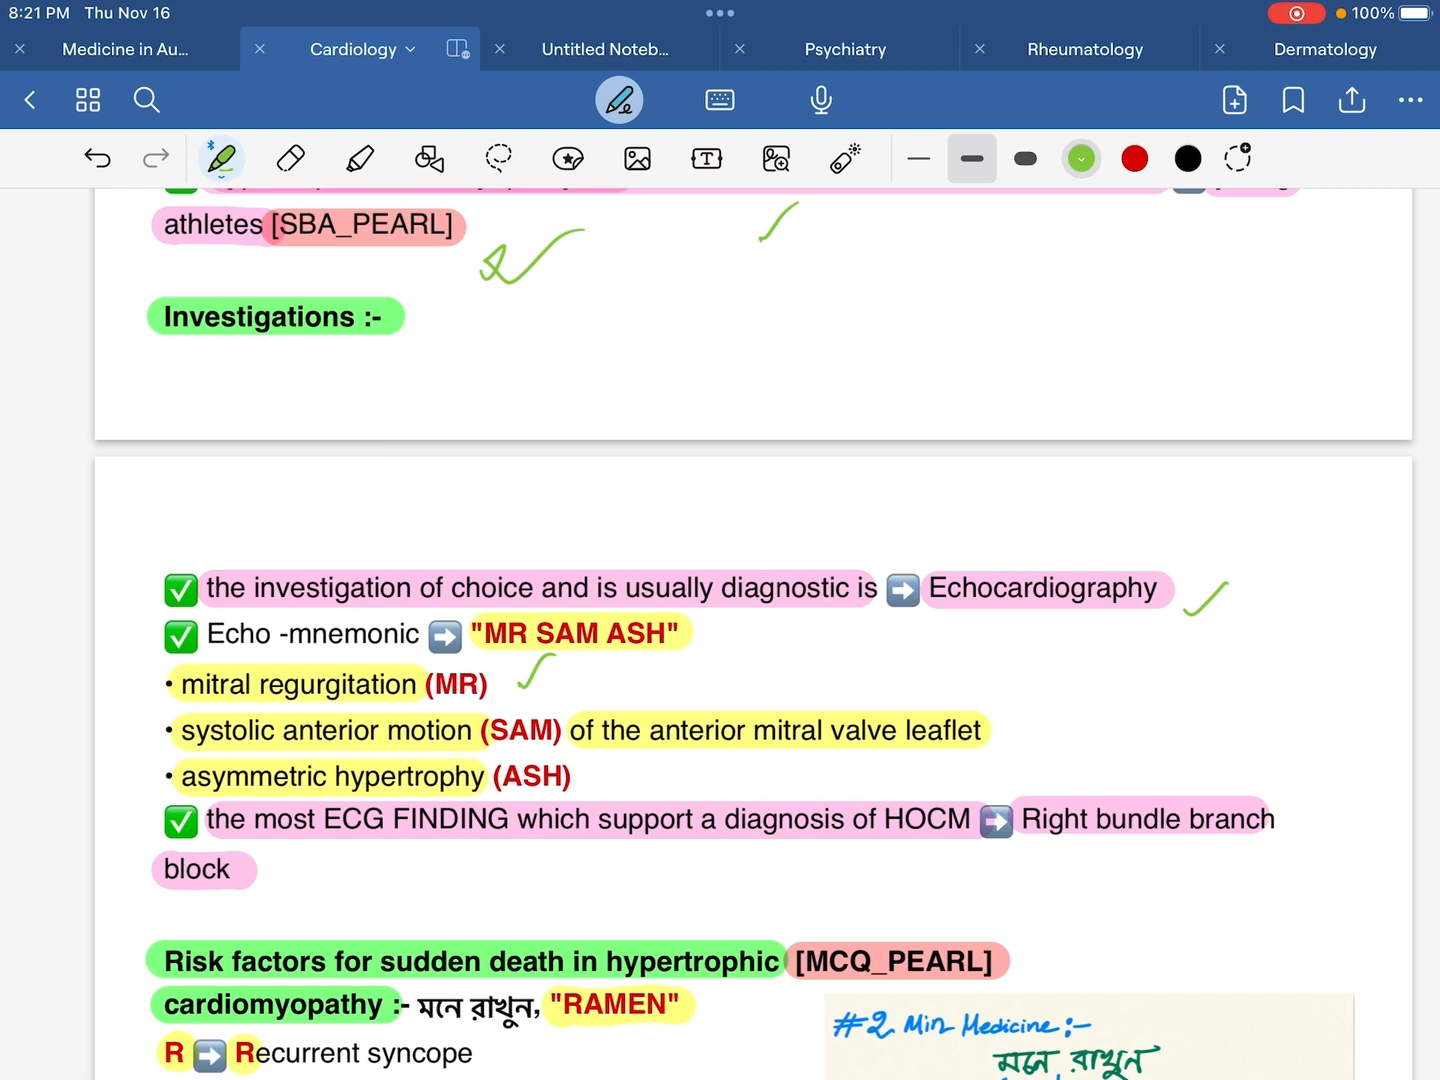 8:21 PM Thu Nov 16
100%
Medicine in Au...
Cardiology
Untitled Noteb...
Psychiatry
Rheumatology
Dermatology
athletes [SBA_PEARL]
Investigations :-
the investigation of choice and is usually diagnostic is ➡️ Echocardiography
Echo -mnemonic ➡️ "MR SAM ASH"
• mitral regurgitation (MR)
• systolic anterior motion (SAM) of the anterior mitral valve leaflet
• asymmetric hypertrophy (ASH)
the most ECG FINDING which support a diagnosis of HOCM ➡️ Right bundle branch
block
Risk factors for sudden death in hypertrophic [MCQ_PEARL]
cardiomyopathy :- মনে রাখুন, "RAMEN"
R ➡️ Recurrent syncope
#2 Min Medicine:-
মনে রাখুন